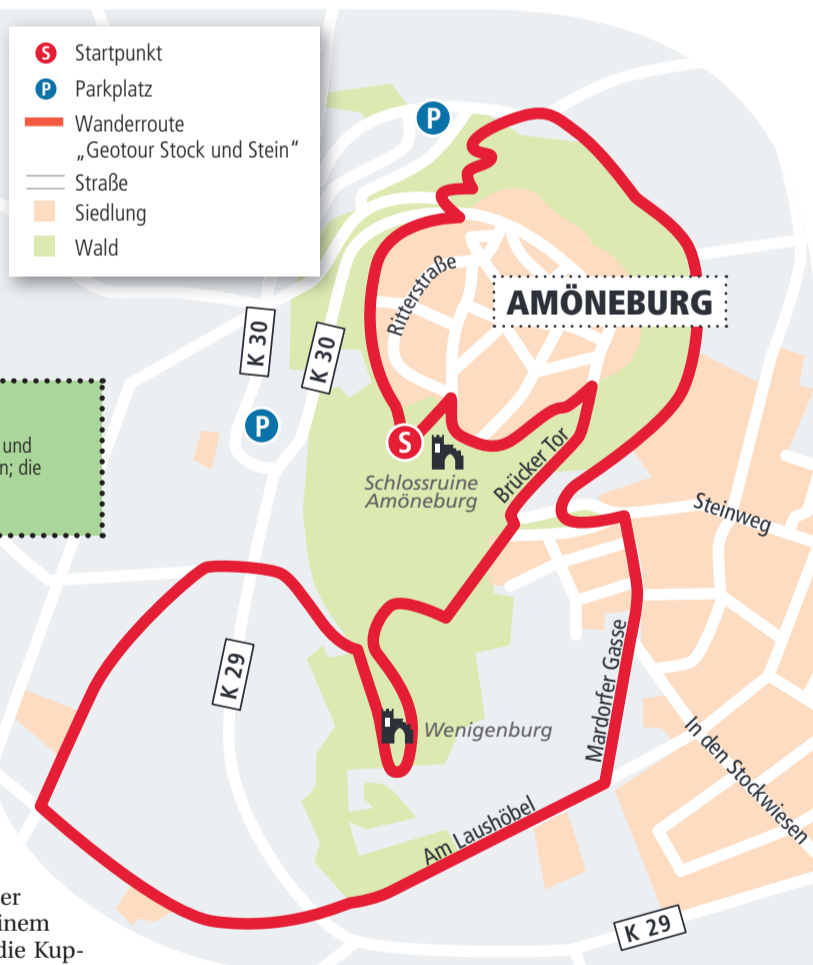 S Startpunkt
P Parkplatz
Wanderroute
„Geotour Stock und Stein“
Straße
Siedlung
Wald
P
Ritterstraße
AMÖNEBURG
K 30
K 30
P
S
Schlossruine
Amöneburg
Brücker Tor
Steinweg
und
n; die
K 29
Mardorfer Gasse
Wenigenburg
In den Stockwiesen
Am Laushöbel
K 29
er
inem
die Kup-